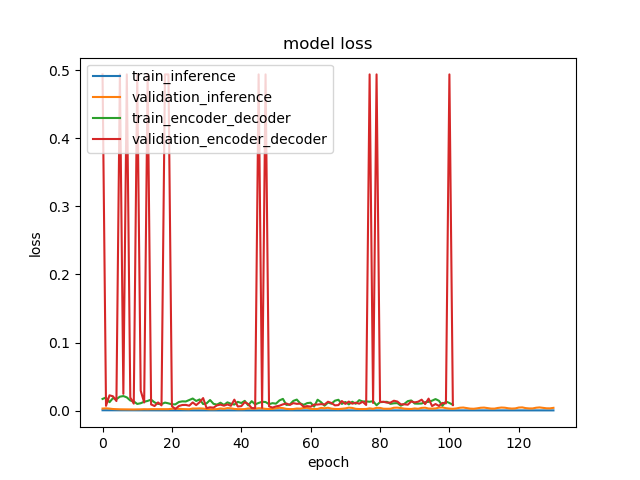 model loss
train_inference
validation_inference
train_encoder_decoder
validation_encoder_decoder
0.5
0.4
0.3
0.2
0.1
0.0
loss
0 20 40 60 80 100 120
epoch